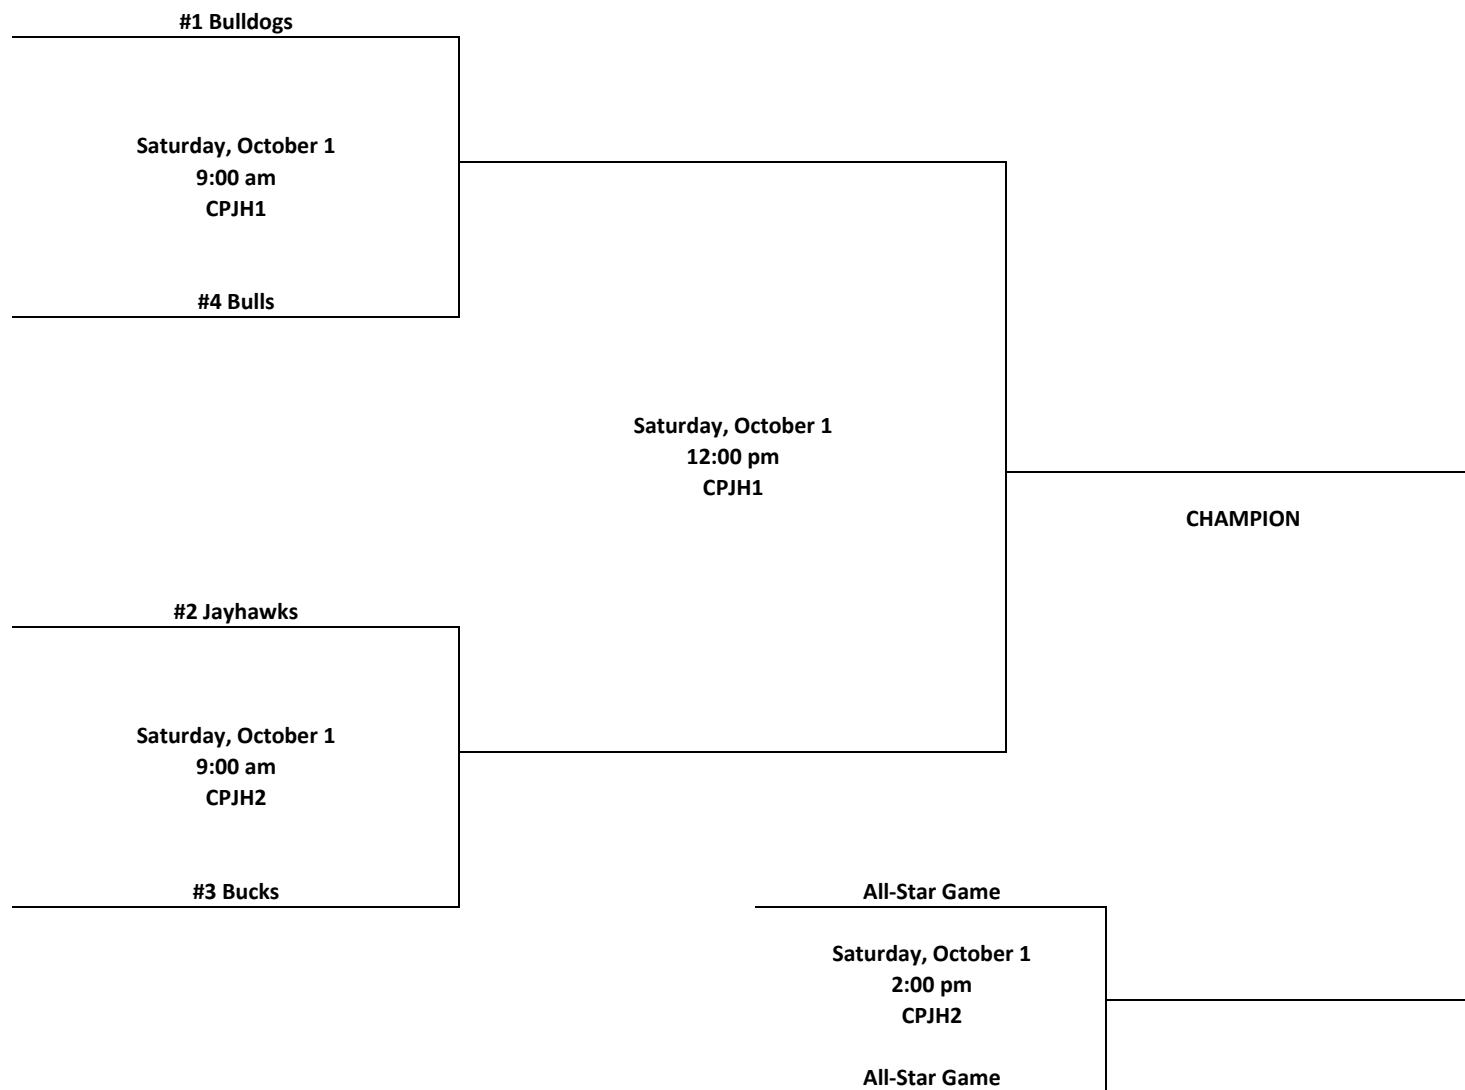 #1 Bulldogs
Saturday, October 1
9:00 am
CPJH1
#4 Bulls
Saturday, October 1
12:00 pm
CPJH1
CHAMPION
#2 Jayhawks
Saturday, October 1
9:00 am
CPJH2
#3 Bucks
All-Star Game
Saturday, October 1
2:00 pm
CPJH2
All-Star Game